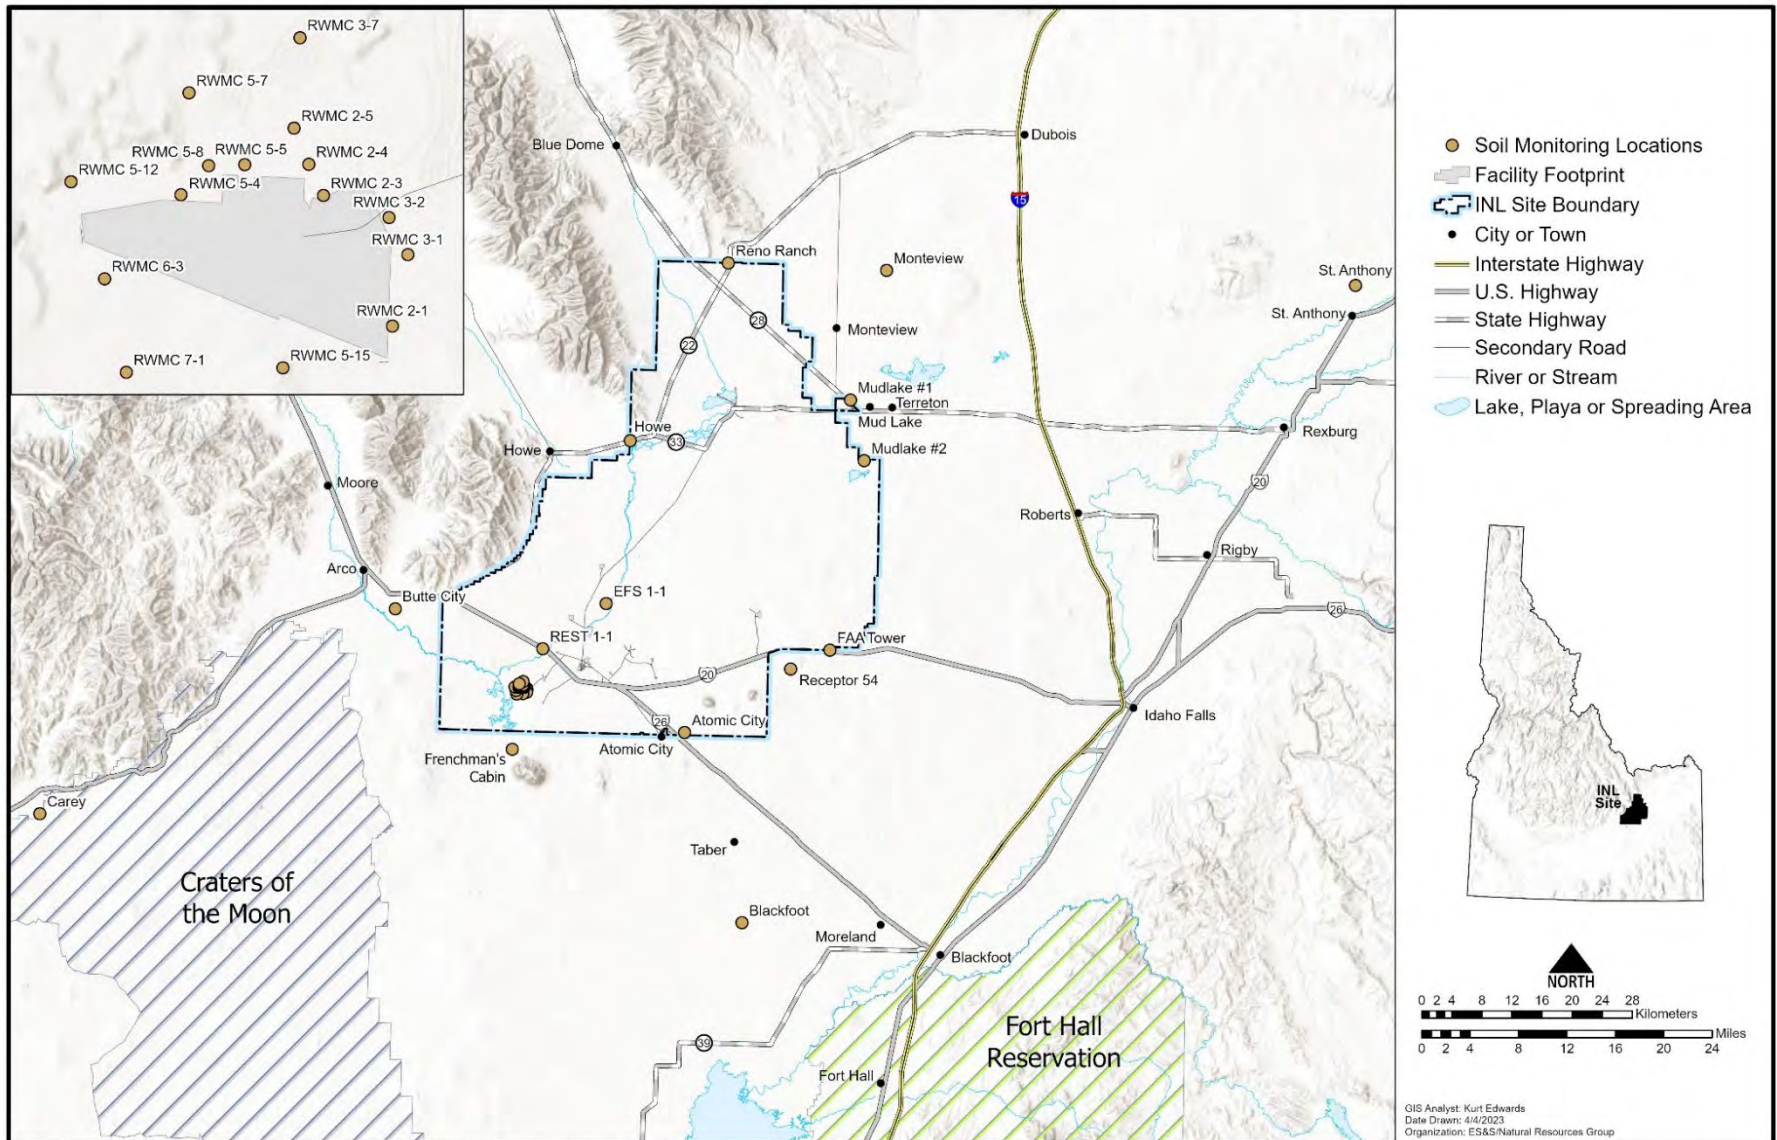 RWMC 3-7
RWMC 5-7
RWMC 2-5
RWMC 5-8
RWMC 5-5
RWMC 2-4
RWMC 5-12
RWMC 5-4
RWMC 2-3
RWMC 3-2
RWMC 3-1
RWMC 6-3
RWMC 2-1
RWMC 5-15
RWMC 7-1
Blue Dome
Dubois
15
Reno Ranch
Monteview
St. Anthony
28
22
Monteview
St. Anthony
Mudlake #1
Terreton
Mud Lake
Howe
33
Howe
Mudlake #2
Rexburg
Moore
20
Roberts
Rigby
Arco
Butte City
EFS 1-1
26
REST 1-1
FAA Tower
20
Receptor 54
Idaho Falls
26
Atomic City
Atomic City
Frenchman's
Cabin
Carey
Taber
Craters of
the Moon
Blackfoot
Moreland
Blackfoot
Fort Hall
Reservation
39
Fort Hall
Soil Monitoring Locations
Facility Footprint
INL Site Boundary
City or Town
Interstate Highway
U.S. Highway
State Highway
Secondary Road
River or Stream
Lake, Playa or Spreading Area
INL
Site
NORTH
0 2 4 8 12 16 20 24 28
Kilometers
Miles
0 2 4 8 12 16 20 24
GIS Analyst: Kurt Edwards
Date Drawn: 4/4/2023
Organization: ES&S/Natural Resources Group